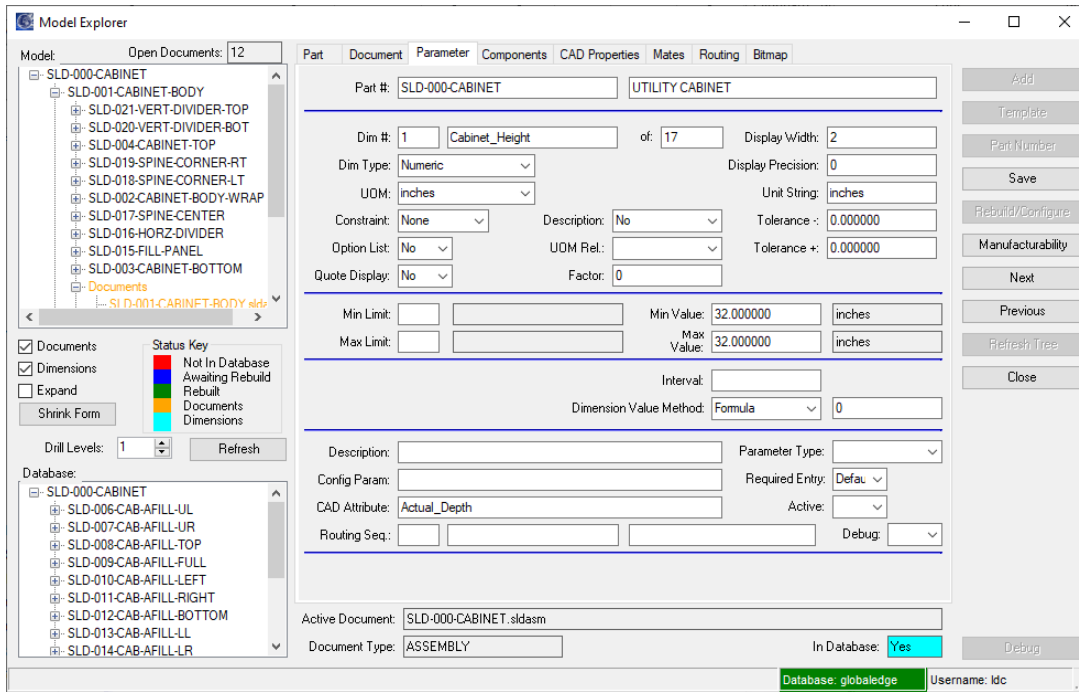 Model Explorer
Model: Open Documents: 12
SLD-000-CABINET
SLD-001-CABINET-BODY
SLD-021-VERT-DIVIDER-TOP
SLD-020-VERT-DIVIDER-BOT
SLD-004-CABINET-TOP
SLD-019-SPINE-CORNER-RT
SLD-018-SPINE-CORNER-LT
SLD-002-CABINET-BODY-WRAP
SLD-017-SPINE-CENTER
SLD-016-HORZ-DIVIDER
SLD-015-FILL-PANEL
SLD-003-CABINET-BOTTOM
Documents
SLD-001-CABINET-BODY.slda
Documents
Dimensions
Expand
Shrink Form
Status Key
Not In Database
Awaiting Rebuild
Rebuilt
Documents
Dimensions
Drill Levels: 1 Refresh
Database:
SLD-000-CABINET
SLD-006-CAB-AFILL-UL
SLD-007-CAB-AFILL-UR
SLD-008-CAB-AFILL-TOP
SLD-009-CAB-AFILL-FULL
SLD-010-CAB-AFILL-LEFT
SLD-011-CAB-AFILL-RIGHT
SLD-012-CAB-AFILL-BOTTOM
SLD-013-CAB-AFILL-LL
SLD-014-CAB-AFILL-LR
Part Document Parameter Components CAD Properties Mates Routing Bitmap
Part #: SLD-000-CABINET UTILITY CABINET
Dim #: 1 Cabinet_Height of: 17 Display Width: 2
Dim Type: Numeric Display Precision: 0
UOM: inches Unit String: inches
Constraint: None Description: No Tolerance -: 0.000000
Option List: No UOM Rel.: Tolerance +: 0.000000
Quote Display: No Factor: 0
Min Limit: Min Value: 32.000000 inches
Max Limit: Max Value: 32.000000 inches
Interval:
Dimension Value Method: Formula 0
Description: Parameter Type:
Config Param: Required Entry: Defau
CAD Attribute: Actual_Depth Active:
Routing Seq.: Debug:
Active Document: SLD-000-CABINET.sldasm
Document Type: ASSEMBLY In Database: Yes
Add
Template
Part Number
Save
Rebuild/Configure
Manufacturability
Next
Previous
Refresh Tree
Close
Debug
Database: globaledge Username: ldc